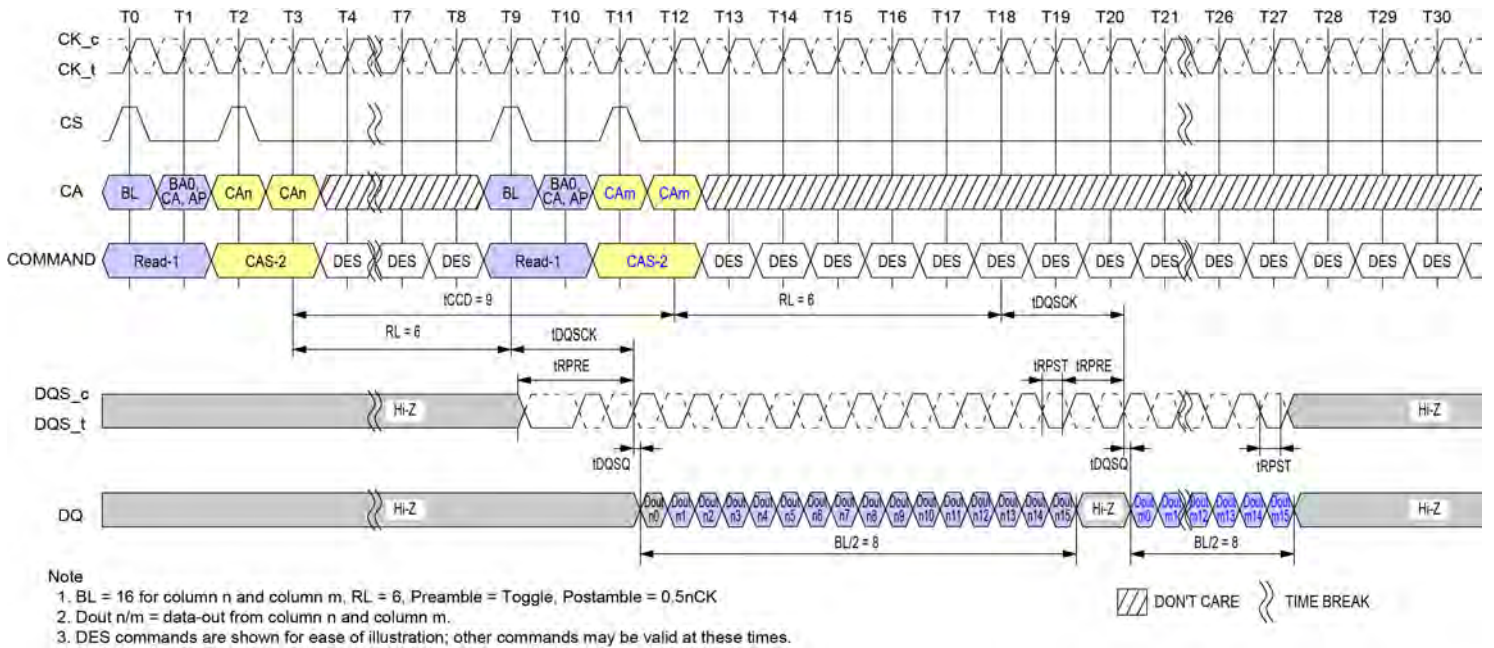 T0 T1 T2 T3 T4 T7 T8 T9 T10 T11 T12 T13 T14 T15 T16 T17 T18 T19 T20 T21 T26 T27 T28 T29 T30
CK_c
CK_t
CS
CA BL BA0, CA, AP CAn CAn BL BA0, CA, AP CAm CAm
COMMAND Read-1 CAS-2 DES DES DES Read-1 CAS-2 DES DES DES DES DES DES DES DES DES DES DES DES DES DES
tCCD = 9 RL = 6 tDQSCK
RL = 6 tDQSCK
tRPRE tRPST tRPRE
DQS_c
DQS_t
Hi-Z Hi-Z
tDQSQ tDQSQ tRPST
DQ Hi-Z Dout n0 Dout n1 Dout n2 Dout n3 Dout n4 Dout n5 Dout n6 Dout n7 Dout n8 Dout n9 Dout n10 Dout n11 Dout n12 Dout n13 Dout n14 Dout n15 Hi-Z Dout m0 Dout m1 Dout m12 Dout m13 Dout m14 Dout m15 Hi-Z
BL/2 = 8 BL/2 = 8
Note
1. BL = 16 for column n and column m, RL = 6, Preamble = Toggle, Postamble = 0.5nCK
2. Dout n/m = data-out from column n and column m.
3. DES commands are shown for ease of illustration; other commands may be valid at these times.
DON'T CARE TIME BREAK